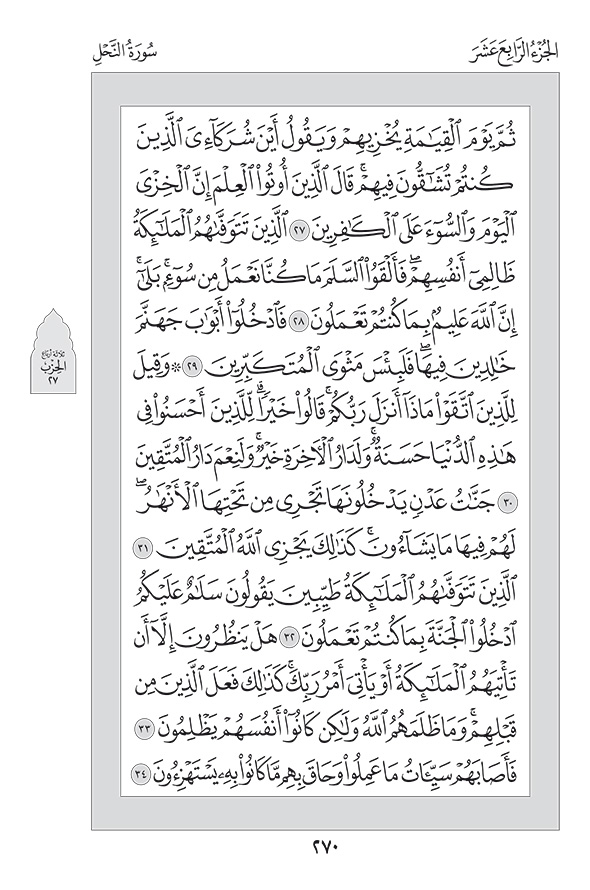 الجُزْءُ الرَّابِعَ عَشَرَ
سُورَةُ النَّحْلِ
ثُمَّ يَوْمَ ٱلْقِيَٰمَةِ يُخْزِيهِمْ وَيَقُولُ أَيْنَ شُرَكَآءِىَ ٱلَّذِينَ
كُنتُمْ تُشَٰٓقُّونَ فِيهِمْ ۚ قَالَ ٱلَّذِينَ أُوتُوا۟ ٱلْعِلْمَ إِنَّ ٱلْخِزْىَ
ٱلْيَوْمَ وَٱلسُّوٓءَ عَلَى ٱلْكَٰفِرِينَ ٢٧ ٱلَّذِينَ تَتَوَفَّىٰهُمُ ٱلْمَلَٰٓئِكَةُ
ظَالِمِىٓ أَنفُسِهِمْ ۖ فَأَلْقَوُا۟ ٱلسَّلَمَ مَا كُنَّا نَعْمَلُ مِن سُوٓءٍۭ ۚ بَلَىٰٓ ۚ
إِنَّ ٱللَّهَ عَلِيمٌۢ بِمَا كُنتُمْ تَعْمَلُونَ ٢٨ فَٱدْخُلُوٓا۟ أَبْوَٰبَ جَهَنَّمَ
خَٰلِدِينَ فِيهَا ۖ فَلَبِئْسَ مَثْوَى ٱلْمُتَكَبِّرِينَ ٢٩ ۞ وَقِيلَ
لِلَّذِينَ ٱتَّقَوْا۟ مَاذَآ أَنزَلَ رَبُّكُمْ ۚ قَالُوا۟ خَيْرًا ۗ لِّلَّذِينَ أَحْسَنُوا۟ فِى
هَٰذِهِ ٱلدُّنْيَا حَسَنَةٌ ۚ وَلَدَارُ ٱلْءَاخِرَةِ خَيْرٌ ۚ وَلَنِعْمَ دَارُ ٱلْمُتَّقِينَ
٣٠ جَنَّٰتُ عَدْنٍ يَدْخُلُونَهَا تَجْرِى مِن تَحْتِهَا ٱلْأَنْهَٰرُ ۖ
لَهُمْ فِيهَا مَا يَشَآءُونَ ۚ كَذَٰلِكَ يَجْزِى ٱللَّهُ ٱلْمُتَّقِينَ ٣١
ٱلَّذِينَ تَتَوَفَّىٰهُمُ ٱلْمَلَٰٓئِكَةُ طَيِّبِينَ يَقُولُونَ سَلَٰمٌ عَلَيْكُمُ
ٱدْخُلُوا۟ ٱلْجَنَّةَ بِمَا كُنتُمْ تَعْمَلُونَ ٣٢ هَلْ يَنظُرُونَ إِلَّآ أَن
تَأْتِيَهُمُ ٱلْمَلَٰٓئِكَةُ أَوْ يَأْتِىَ أَمْرُ رَبِّكَ ۚ كَذَٰلِكَ فَعَلَ ٱلَّذِينَ مِن
قَبْلِهِمْ ۚ وَمَا ظَلَمَهُمُ ٱللَّهُ وَلَٰكِن كَانُوٓا۟ أَنفُسَهُمْ يَظْلِمُونَ ٣٣
فَأَصَابَهُمْ سَيِّـَٔاتُ مَا عَمِلُوا۟ وَحَاقَ بِهِم مَّا كَانُوا۟ بِهِۦ يَسْتَهْزِءُونَ ٣٤
ثلاثة أرباع
الحزب
٢٧
٢٧٠